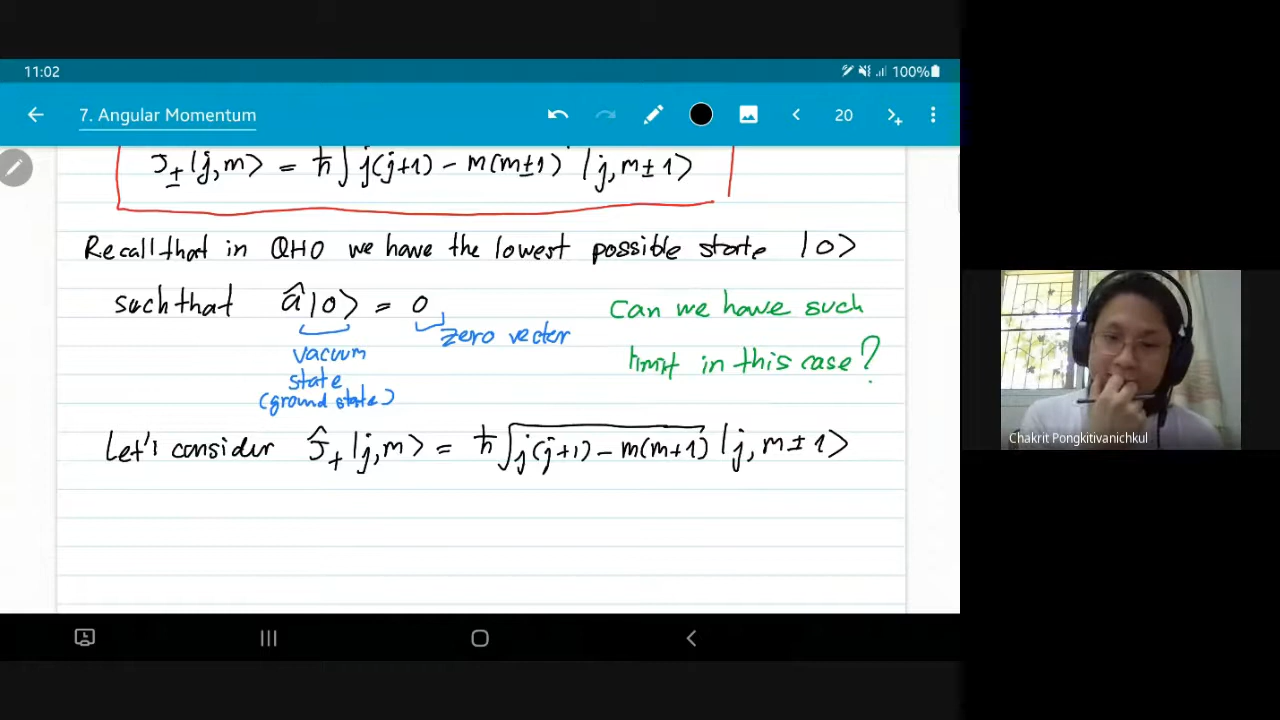 11:02
100%
7. Angular Momentum
20
J± |j,m> = ħ√j(j+1) - m(m±1) |j, m±1>
Recall that in QHO we have the lowest possible state |0>
such that â|0> = 0
zero vector
vacuum
state
(ground state)
Can we have such
limit in this case?
Let's consider Ĵ+ |j,m> = ħ√j(j+1) - m(m+1) |j, m±1>
Chakrit Pongkitivanichkul